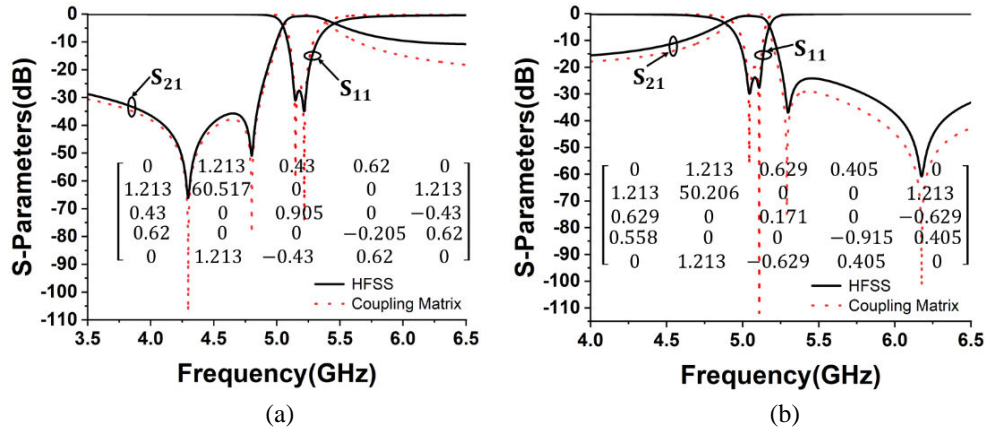 (a)
S-Parameters(dB)
0
-10
-20
-30
-40
-50
-60
-70
-80
-90
-100
-110
S21
S11
0 1.213 0.43 0.62 0
1.213 60.517 0 0 1.213
0.43 0 0.905 0 −0.43
0.62 0 0 −0.205 0.62
0 1.213 −0.43 0.62 0
HFSS
Coupling Matrix
3.5 4.0 4.5 5.0 5.5 6.0 6.5
Frequency(GHz)
(a)
(b)
S-Parameters(dB)
0
-10
-20
-30
-40
-50
-60
-70
-80
-90
-100
-110
S21
S11
0 1.213 0.629 0.405 0
1.213 50.206 0 0 1.213
0.629 0 0.171 0 −0.629
0.558 0 0 −0.915 0.405
0 1.213 −0.629 0.405 0
HFSS
Coupling Matrix
4.0 4.5 5.0 5.5 6.0 6.5
Frequency(GHz)
(b)